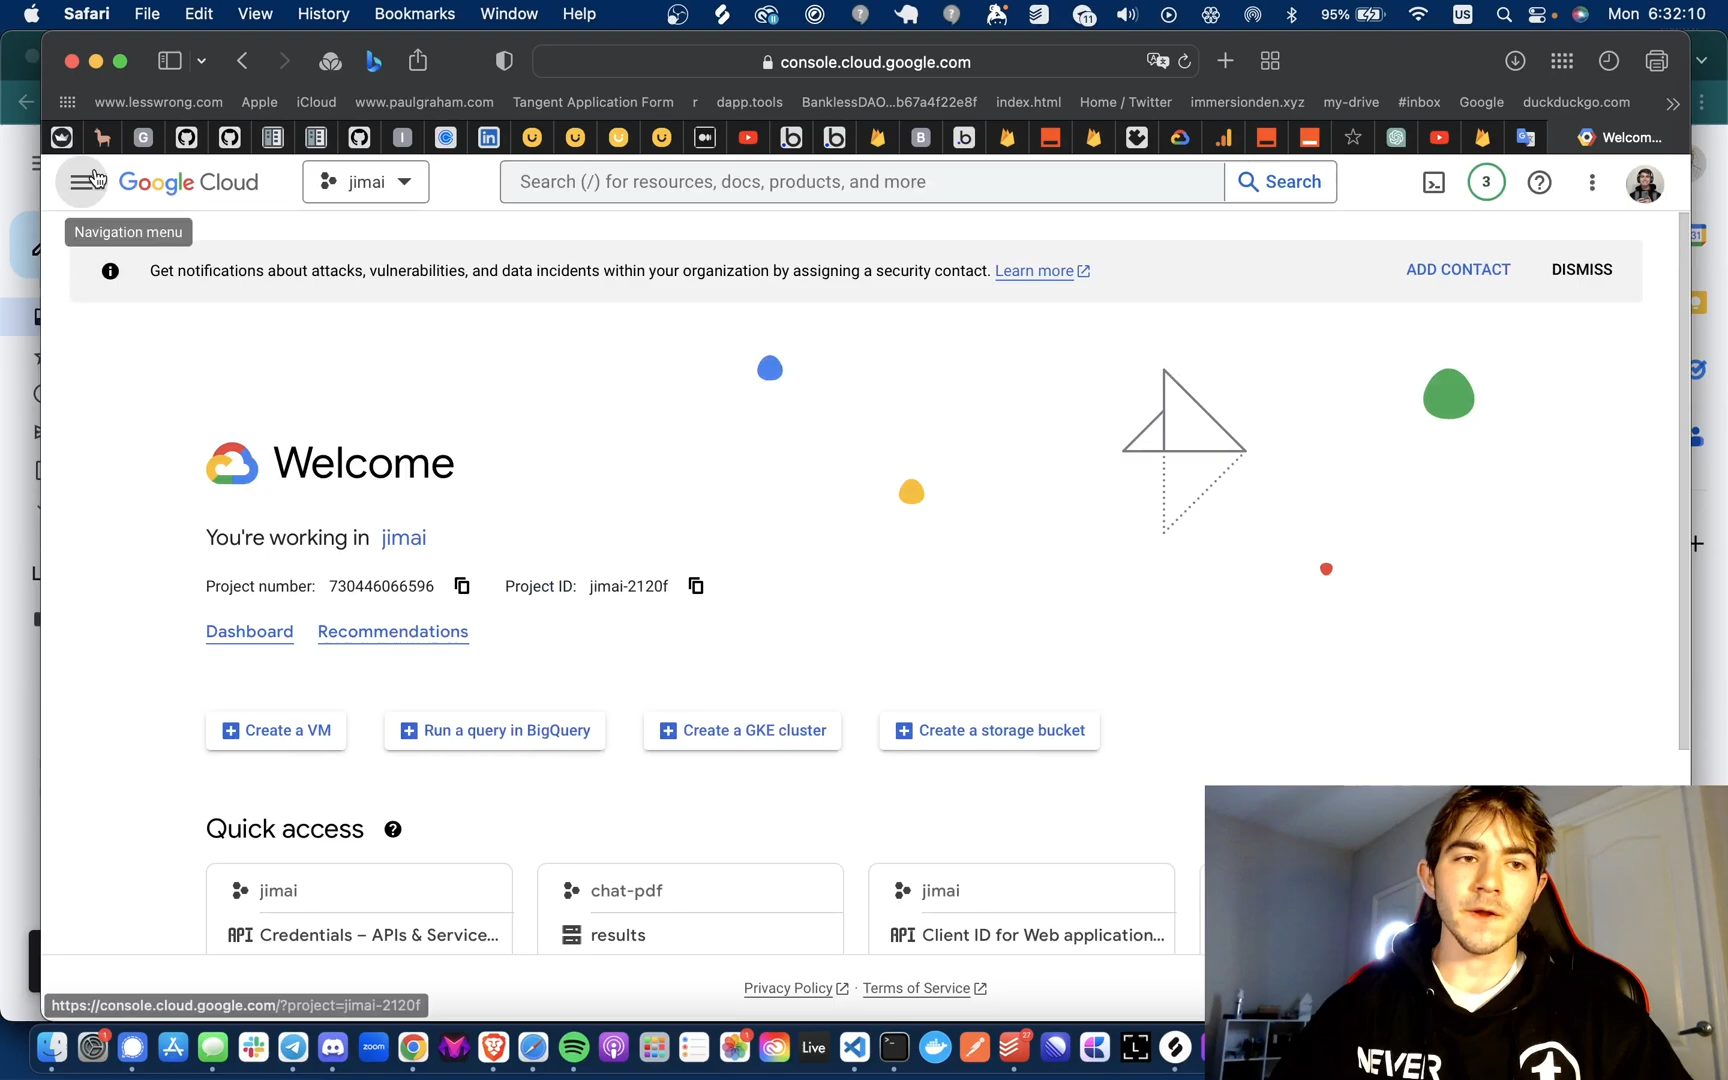 Safari File Edit View History Bookmarks Window Help 11 95% US Mon 6:32:10
console.cloud.google.com
www.lesswrong.com Apple iCloud www.paulgraham.com Tangent Application Form r dapp.tools BanklessDAO...b67a4f22e8f index.html Home / Twitter immersionden.xyz my-drive #inbox Google duckduckgo.com
Welcom...
Google Cloud jimai Search (/) for resources, docs, products, and more Search 3
Navigation menu
Get notifications about attacks, vulnerabilities, and data incidents within your organization by assigning a security contact. Learn more ADD CONTACT DISMISS
Welcome
You're working in jimai
Project number: 730446066596 Project ID: jimai-2120f
Dashboard Recommendations
Create a VM Run a query in BigQuery Create a GKE cluster Create a storage bucket
Quick access
jimai chat-pdf jimai
API Credentials – APIs & Service... results API Client ID for Web application...
Privacy Policy · Terms of Service
https://console.cloud.google.com/?project=jimai-2120f
zoom Live 27
NEVER